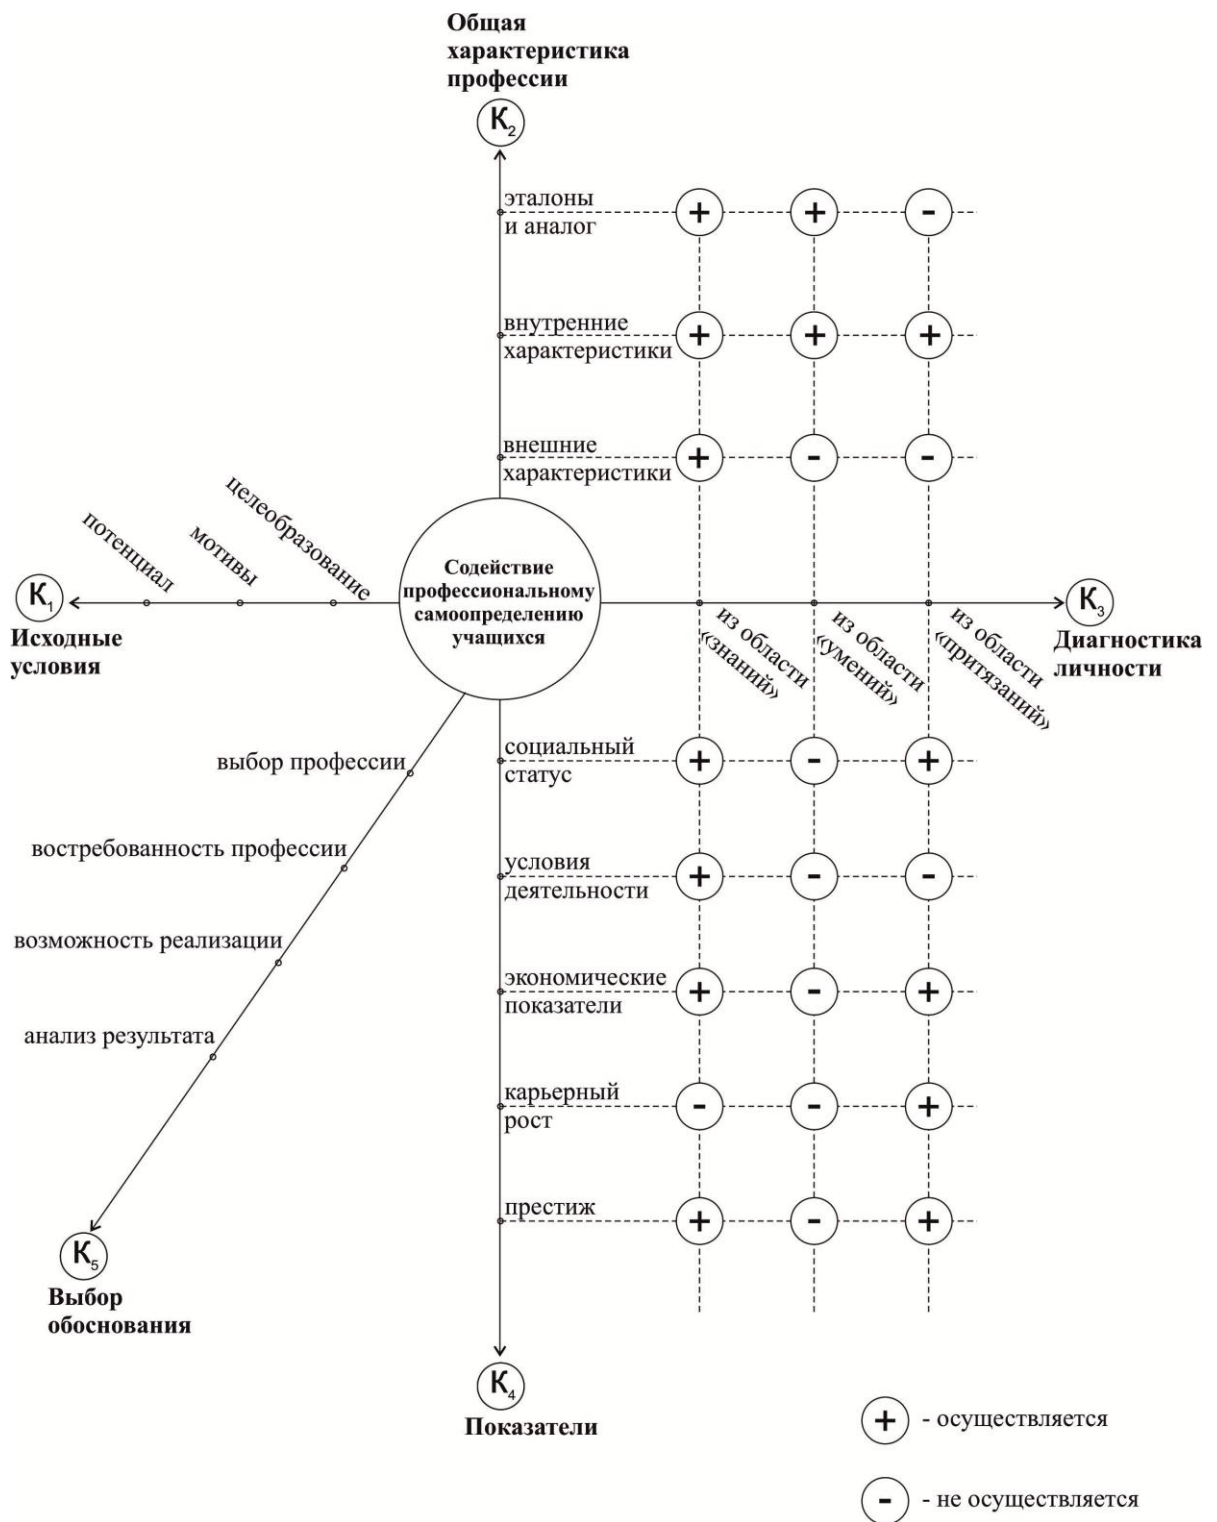 Общая
характеристика
профессии
К2
эталоны
и аналог
+ + -
внутренние
характеристики
+ + +
внешние
характеристики
+ - -
целеобразование
мотивы
потенциал
К1
Исходные
условия
Содействие
профессиональному
самоопределению
учащихся
из области
«знаний»
из области
«умений»
из области
«притязаний»
К3
Диагностика
личности
социальный
статус
+ - +
условия
деятельности
+ - -
экономические
показатели
+ - +
карьерный
рост
- - +
престиж
+ - +
выбор профессии
востребованность профессии
возможность реализации
анализ результата
К5
Выбор
обоснования
К4
Показатели
+ - осуществляется
- - не осуществляется